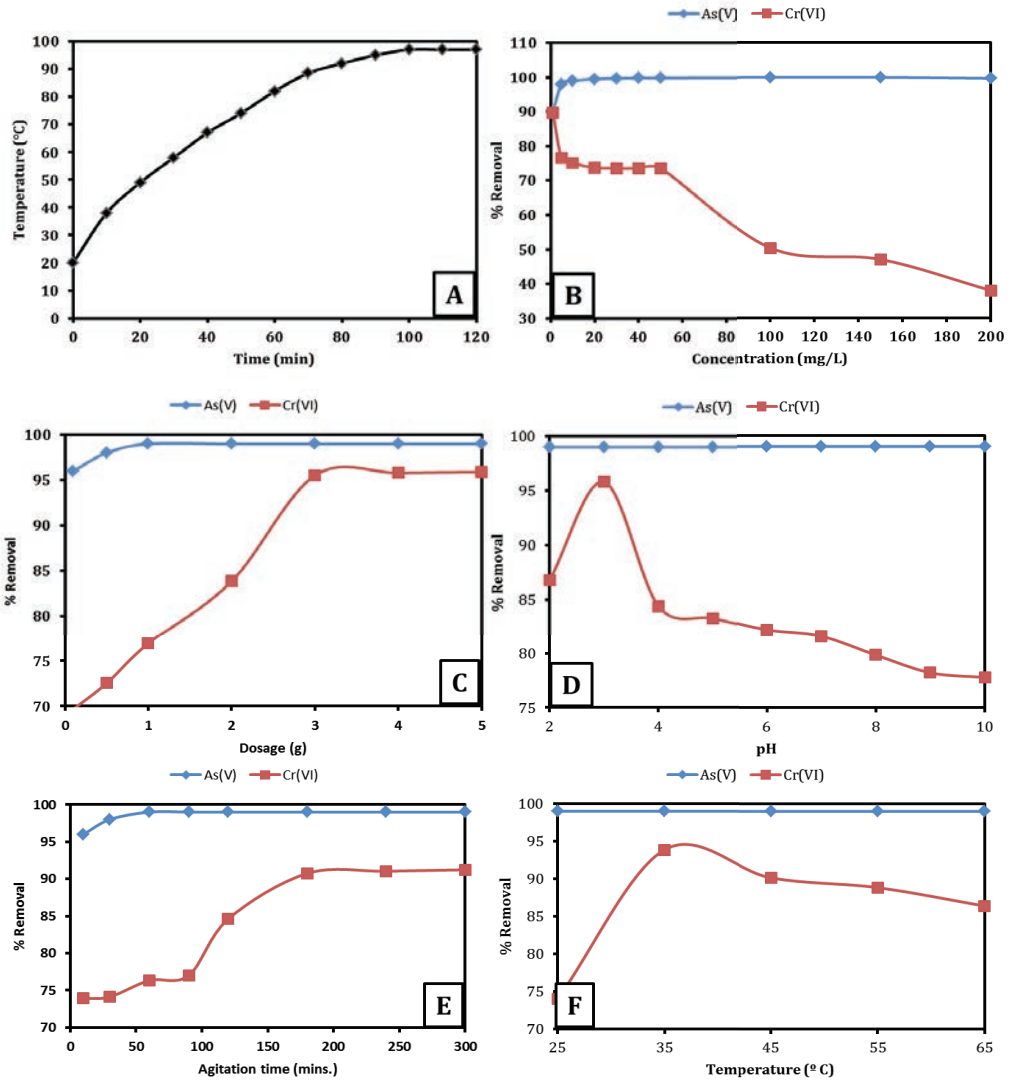 As(V) Cr(VI)
100
90
80
70
60
50
40
30
20
10
0
Temperature (°C)
0 20 40 60 80 100 120
Time (min)
A
110
100
90
80
70
60
50
40
30
% Removal
0 20 40 60 80 100 120 140 160 180 200
Concentration (mg/L)
B
As(V) Cr(VI)
100
95
90
85
80
75
70
% Removal
0 1 2 3 4 5
Dosage (g)
C
As(V) Cr(VI)
100
95
90
85
80
75
% Removal
2 4 6 8 10
pH
D
As(V) Cr(VI)
100
95
90
85
80
75
70
% Removal
0 50 100 150 200 250 300
Agitation time (mins.)
E
As(V) Cr(VI)
100
95
90
85
80
75
70
% Removal
25 35 45 55 65
Temperature (º C)
F